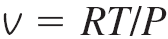 ν = RT/P